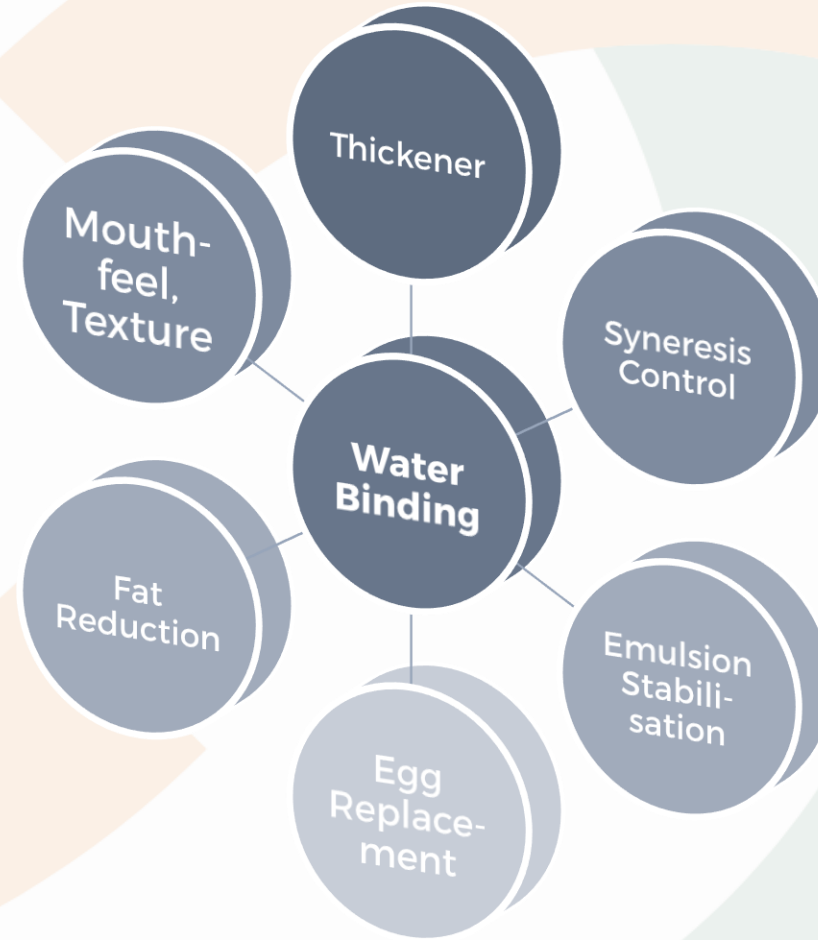 Thickener
Mouth-
feel,
Texture
Syneresis
Control
Water
Binding
Fat
Reduction
Emulsion
Stabili-
sation
Egg
Replace-
ment